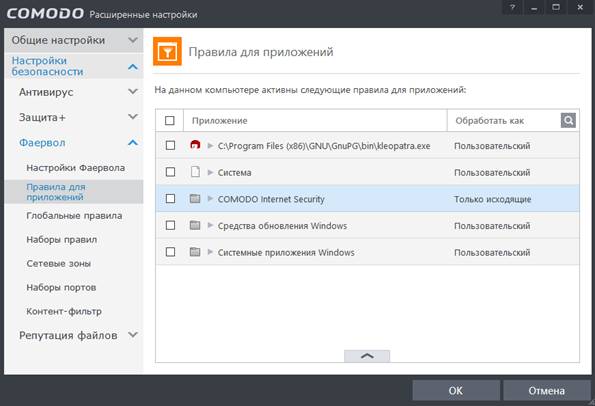 COMODO Расширенные настройки
?
Общие настройки
Настройки
безопасности
Антивирус
Защита+
Фаервол
Настройки Фаервола
Правила для
приложений
Глобальные правила
Наборы правил
Сетевые зоны
Наборы портов
Контент-фильтр
Репутация файлов
Правила для приложений
На данном компьютере активны следующие правила для приложений:
Приложение Обработать как
C:\Program Files (x86)\GNU\GnuPG\bin\kleopatra.exe Пользовательский
Система Пользовательский
COMODO Internet Security Только исходящие
Средства обновления Windows Пользовательский
Системные приложения Windows Пользовательский
OK Отмена